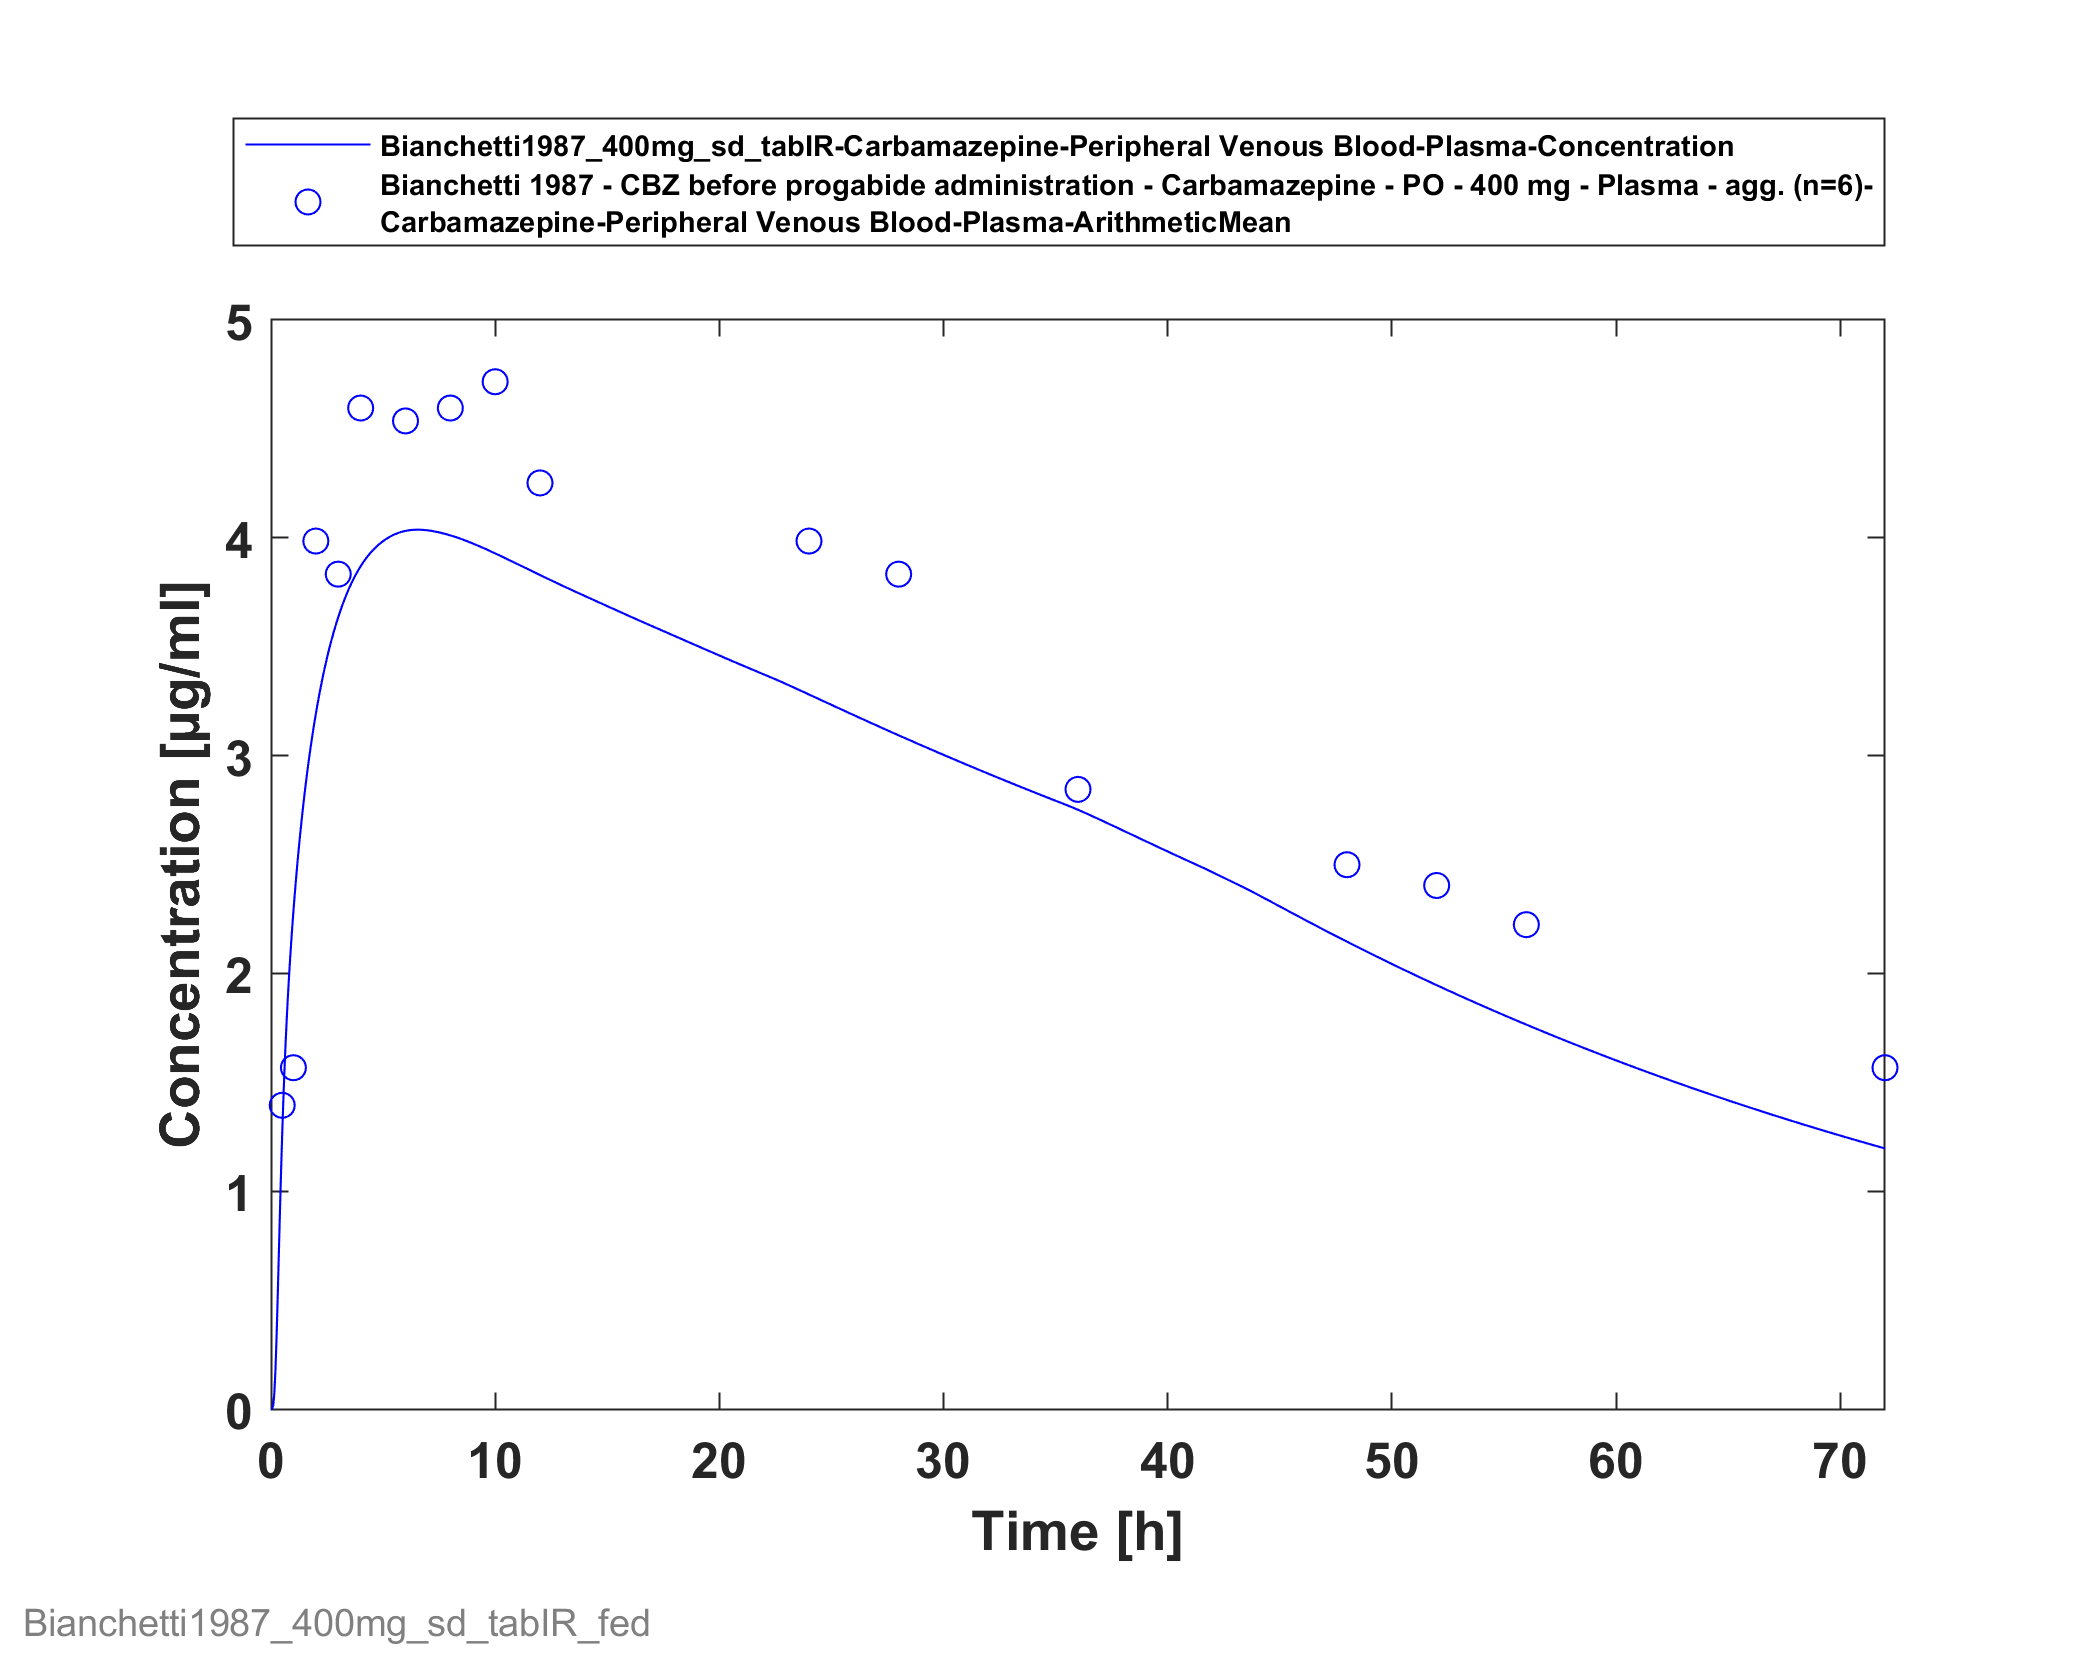 Bianchetti1987_400mg_sd_tabIR-Carbamazepine-Peripheral Venous Blood-Plasma-Concentration
Bianchetti 1987 - CBZ before progabide administration - Carbamazepine - PO - 400 mg - Plasma - agg. (n=6)-
Carbamazepine-Peripheral Venous Blood-Plasma-ArithmeticMean
5
4
3
2
1
0
Concentration [µg/ml]
0 10 20 30 40 50 60 70
Time [h]
Bianchetti1987_400mg_sd_tabIR_fed